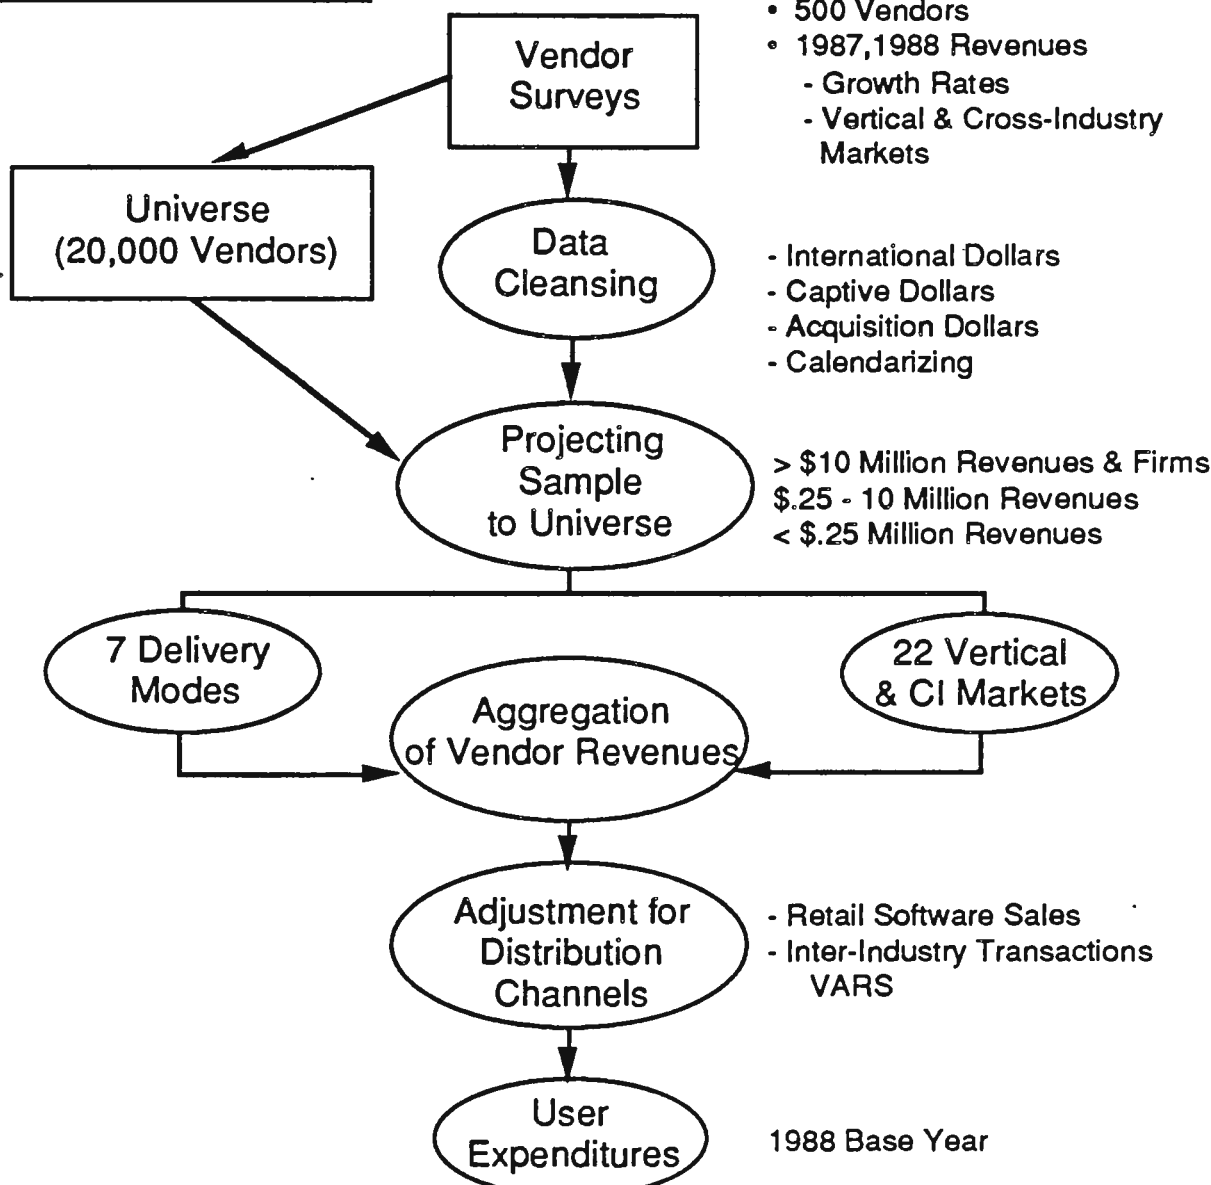 • 500 Vendors
• 1987,1988 Revenues
- Growth Rates
- Vertical & Cross-Industry
Markets
Vendor
Surveys
Universe
(20,000 Vendors)
Data
Cleansing
- International Dollars
- Captive Dollars
- Acquisition Dollars
- Calendarizing
Projecting
Sample
to Universe
> $10 Million Revenues & Firms
$.25 - 10 Million Revenues
< $.25 Million Revenues
7 Delivery
Modes
22 Vertical
& CI Markets
Aggregation
of Vendor Revenues
Adjustment for
Distribution
Channels
- Retail Software Sales
- Inter-Industry Transactions
VARS
User
Expenditures
1988 Base Year